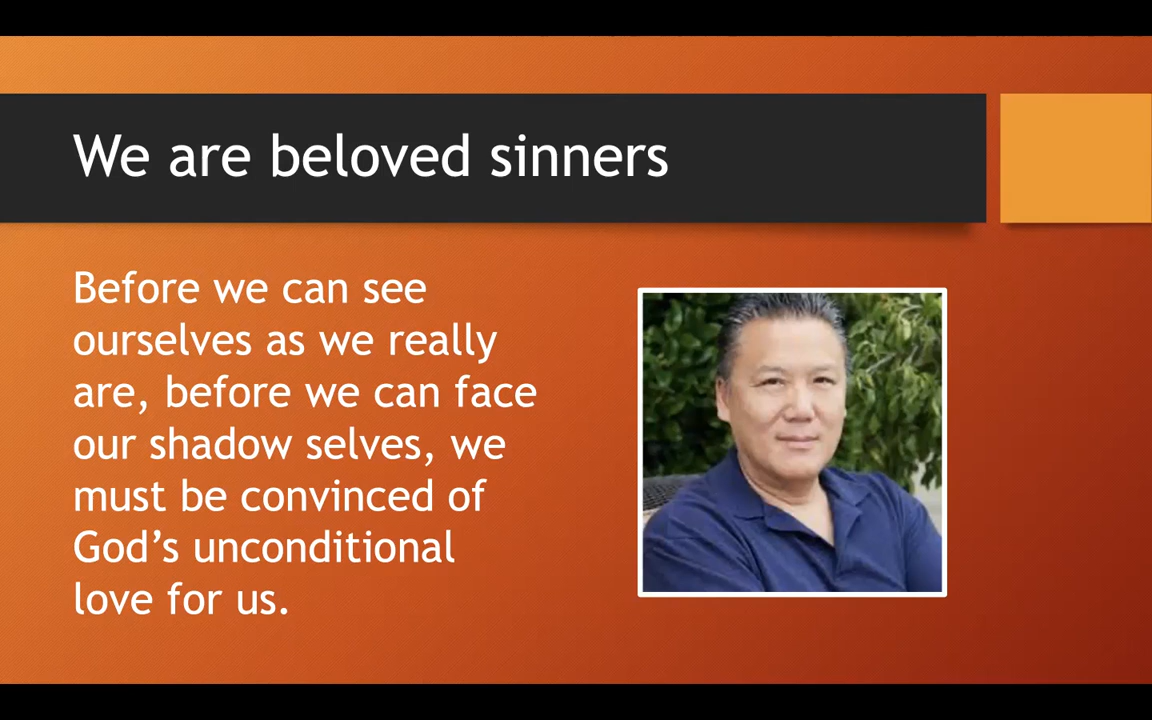 We are beloved sinners
Before we can see
ourselves as we really
are, before we can face
our shadow selves, we
must be convinced of
God’s unconditional
love for us.